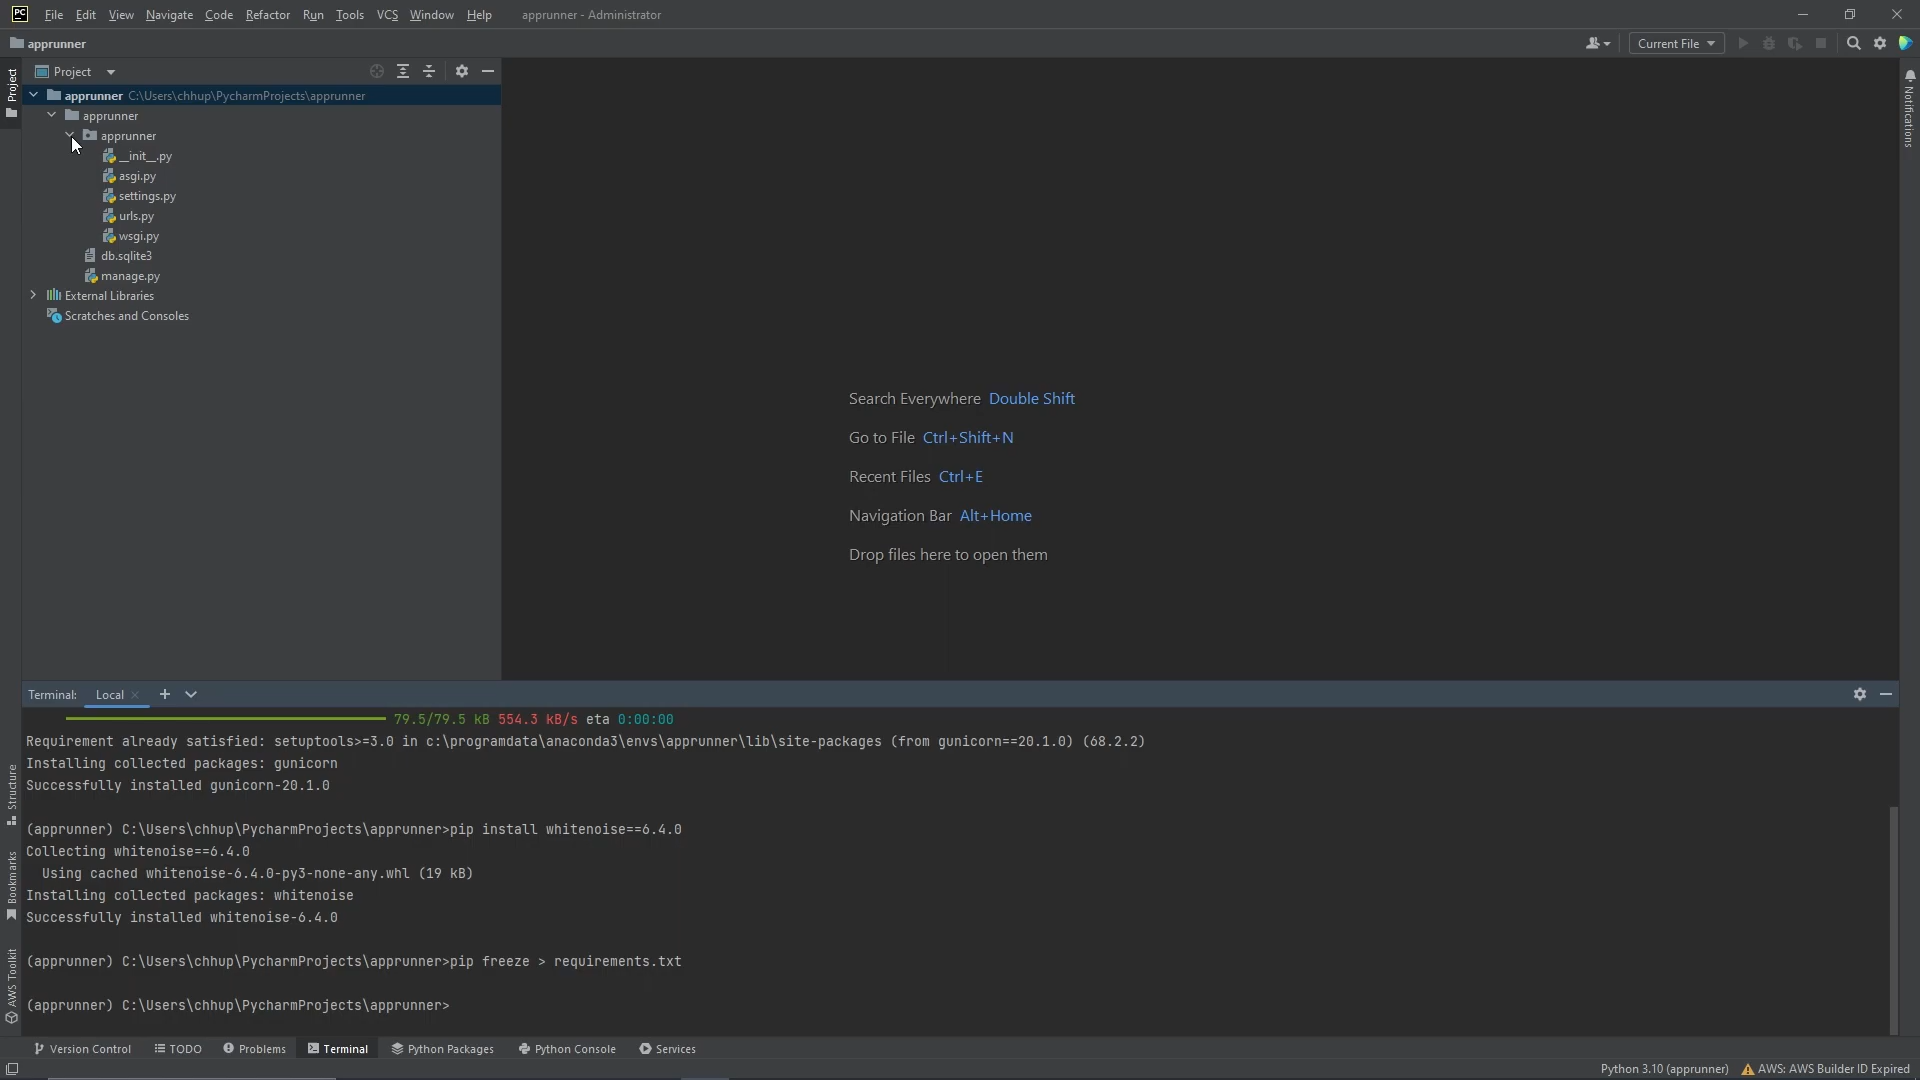 PC File Edit View Navigate Code Refactor Run Tools VCS Window Help apprunner - Administrator
apprunner Current File
Project
apprunner C:\Users\chhup\PycharmProjects\apprunner
apprunner
apprunner
__init__.py
asgi.py
settings.py
urls.py
wsgi.py
db.sqlite3
manage.py
External Libraries
Scratches and Consoles
Project
Structure
Bookmarks
AWS Toolkit
Notifications
Search Everywhere Double Shift
Go to File Ctrl+Shift+N
Recent Files Ctrl+E
Navigation Bar Alt+Home
Drop files here to open them
Terminal: Local
79.5/79.5 kB 554.3 kB/s eta 0:00:00
Requirement already satisfied: setuptools>=3.0 in c:\programdata\anaconda3\envs\apprunner\lib\site-packages (from gunicorn==20.1.0) (68.2.2)
Installing collected packages: gunicorn
Successfully installed gunicorn-20.1.0
(apprunner) C:\Users\chhup\PycharmProjects\apprunner>pip install whitenoise==6.4.0
Collecting whitenoise==6.4.0
Using cached whitenoise-6.4.0-py3-none-any.whl (19 kB)
Installing collected packages: whitenoise
Successfully installed whitenoise-6.4.0
(apprunner) C:\Users\chhup\PycharmProjects\apprunner>pip freeze > requirements.txt
(apprunner) C:\Users\chhup\PycharmProjects\apprunner>
Version Control TODO Problems Terminal Python Packages Python Console Services
Python 3.10 (apprunner) AWS: AWS Builder ID Expired